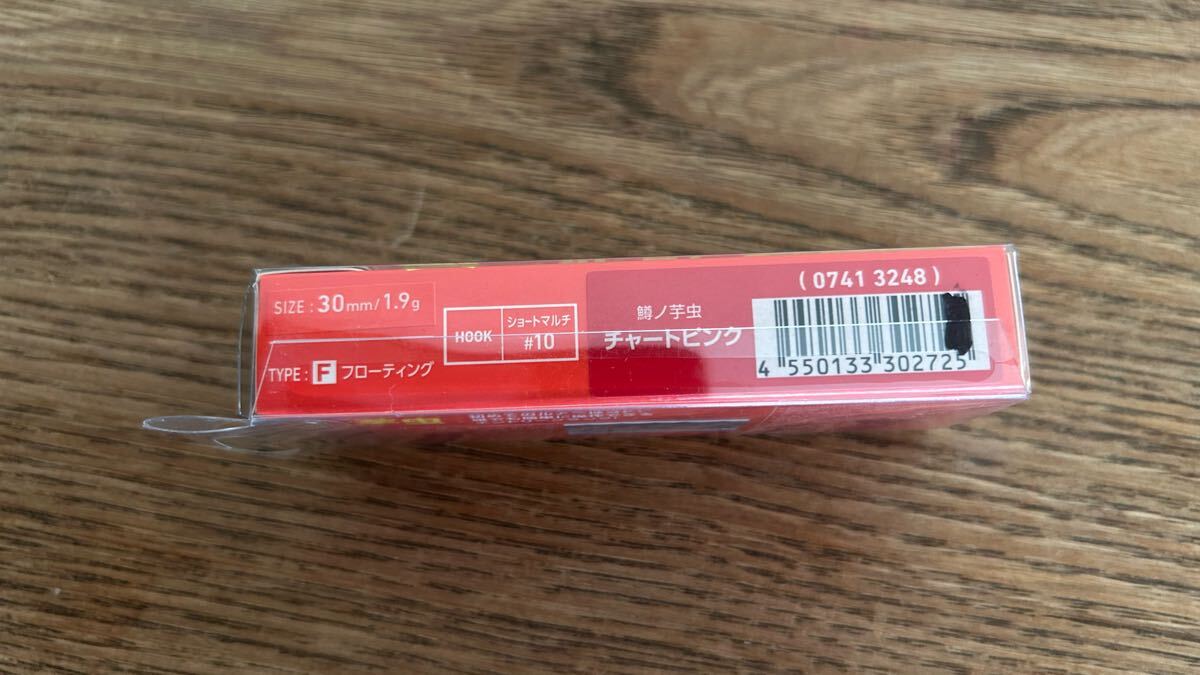 SIZE : 30mm/1.9g
TYPE : F フローティング
HOOK
ショートマルチ
#10
鱒ノ芋虫
チャートピンク
( 0741 3248 )
4 550133 302725